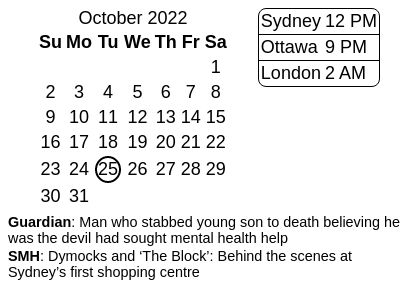 October 2022
Su Mo Tu We Th Fr Sa
1
2 3 4 5 6 7 8
9 10 11 12 13 14 15
16 17 18 19 20 21 22
23 24 25 26 27 28 29
30 31
Sydney 12 PM
Ottawa 9 PM
London 2 AM
Guardian: Man who stabbed young son to death believing he
was the devil had sought mental health help
SMH: Dymocks and ‘The Block’: Behind the scenes at
Sydney’s first shopping centre